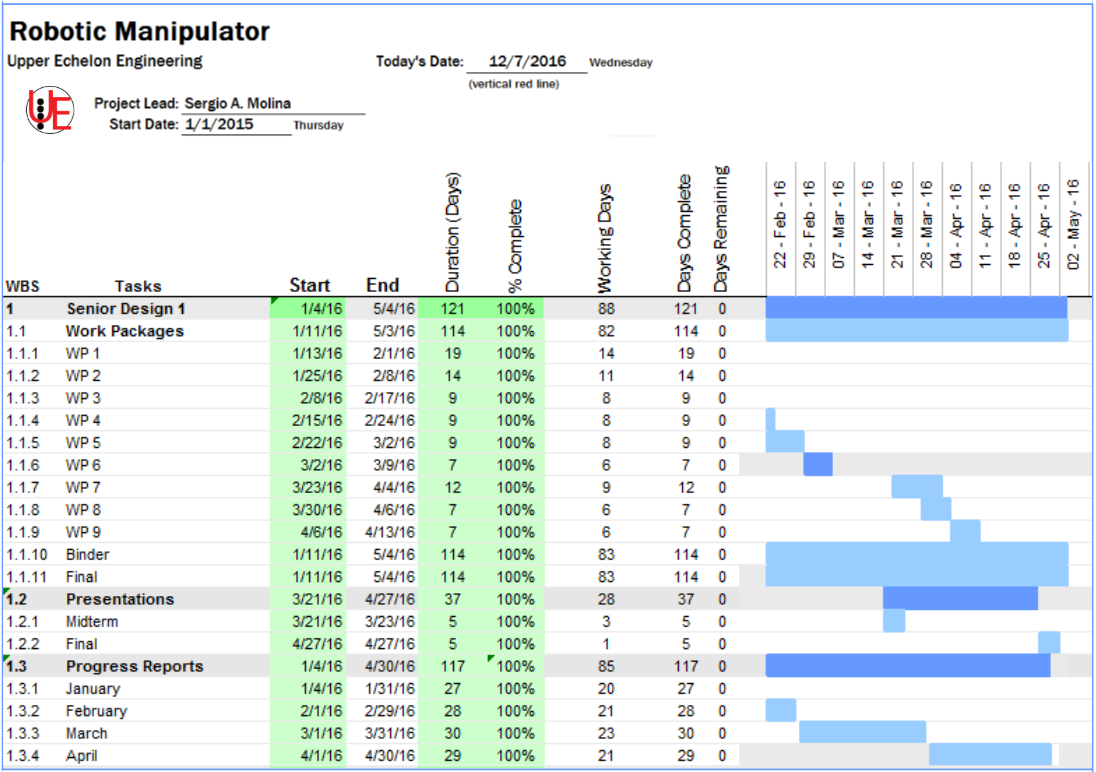 Robotic Manipulator
Upper Echelon Engineering
Today's Date: 12/7/2016 Wednesday
(vertical red line)
UE
Project Lead: Sergio A. Molina
Start Date: 1/1/2015 Thursday
WBS Tasks Start End Duration (Days) % Complete Working Days Days Complete Days Remaining 22 - Feb - 16 29 - Feb - 16 07 - Mar - 16 14 - Mar - 16 21 - Mar - 16 28 - Mar - 16 04 - Apr - 16 11 - Apr - 16 18 - Apr - 16 25 - Apr - 16 02 - May - 16
1 Senior Design 1 1/4/16 5/4/16 121 100% 88 121 0
1.1 Work Packages 1/11/16 5/3/16 114 100% 82 114 0
1.1.1 WP 1 1/13/16 2/1/16 19 100% 14 19 0
1.1.2 WP 2 1/25/16 2/8/16 14 100% 11 14 0
1.1.3 WP 3 2/8/16 2/17/16 9 100% 8 9 0
1.1.4 WP 4 2/15/16 2/24/16 9 100% 8 9 0
1.1.5 WP 5 2/22/16 3/2/16 9 100% 8 9 0
1.1.6 WP 6 3/2/16 3/9/16 7 100% 6 7 0
1.1.7 WP 7 3/23/16 4/4/16 12 100% 9 12 0
1.1.8 WP 8 3/30/16 4/6/16 7 100% 6 7 0
1.1.9 WP 9 4/6/16 4/13/16 7 100% 6 7 0
1.1.10 Binder 1/11/16 5/4/16 114 100% 83 114 0
1.1.11 Final 1/11/16 5/4/16 114 100% 83 114 0
1.2 Presentations 3/21/16 4/27/16 37 100% 28 37 0
1.2.1 Midterm 3/21/16 3/23/16 5 100% 3 5 0
1.2.2 Final 4/27/16 4/27/16 5 100% 1 5 0
1.3 Progress Reports 1/4/16 4/30/16 117 100% 85 117 0
1.3.1 January 1/4/16 1/31/16 27 100% 20 27 0
1.3.2 February 2/1/16 2/29/16 28 100% 21 28 0
1.3.3 March 3/1/16 3/31/16 30 100% 23 30 0
1.3.4 April 4/1/16 4/30/16 29 100% 21 29 0